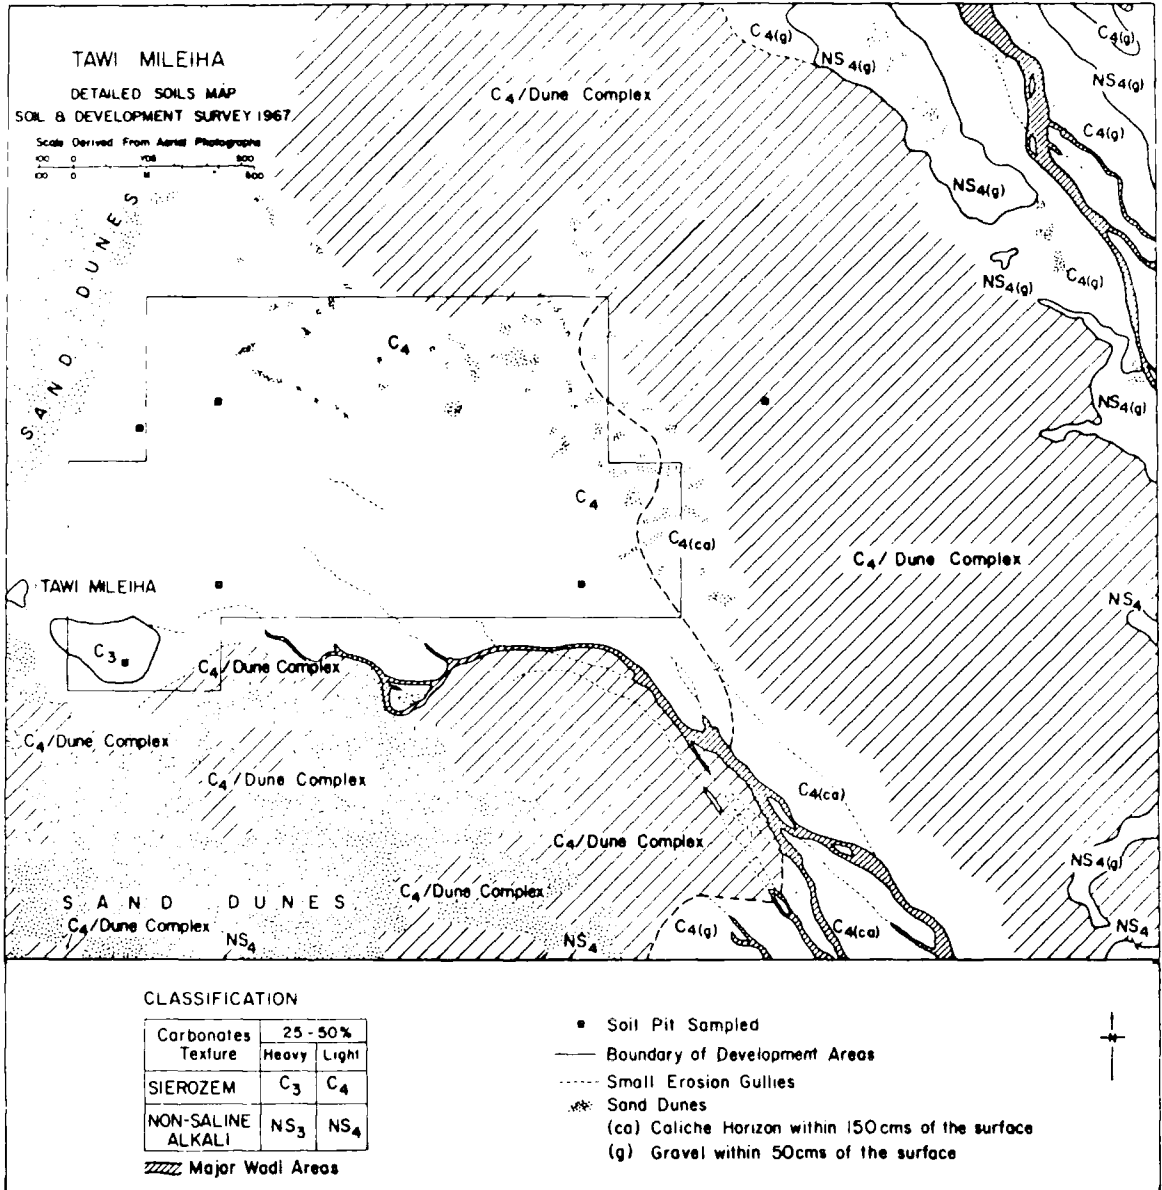 TAWI MILEIHA
DETAILED SOILS MAP
SOIL & DEVELOPMENT SURVEY 1967
Scale Derived From Aerial Photographs
YDS
M
C4(g)
NS4(g)
C4(g)
NS4(g)
C4/Dune Complex
C4(g)
NS4(g)
SAND DUNES
NS4(g)
C4(g)
C4
NS4(g)
C4
C4(ca)
C4/Dune Complex
TAWI MILEIHA
NS4
C3
C4/Dune Complex
C4/Dune Complex
C4/Dune Complex
C4(ca)
C4/Dune Complex
NS4(g)
C4/Dune Complex
SAND DUNES
C4/Dune Complex
NS4
NS4
C4(g)
C4(ca)
NS4
CLASSIFICATION
Carbonates 25-50%
Texture Heavy Light
SIEROZEM C3 C4
NON-SALINE ALKALI NS3 NS4
Major Wadi Areas
Soil Pit Sampled
Boundary of Development Areas
Small Erosion Gullies
Sand Dunes
(ca) Caliche Horizon within 150cms of the surface
(g) Gravel within 50cms of the surface
N